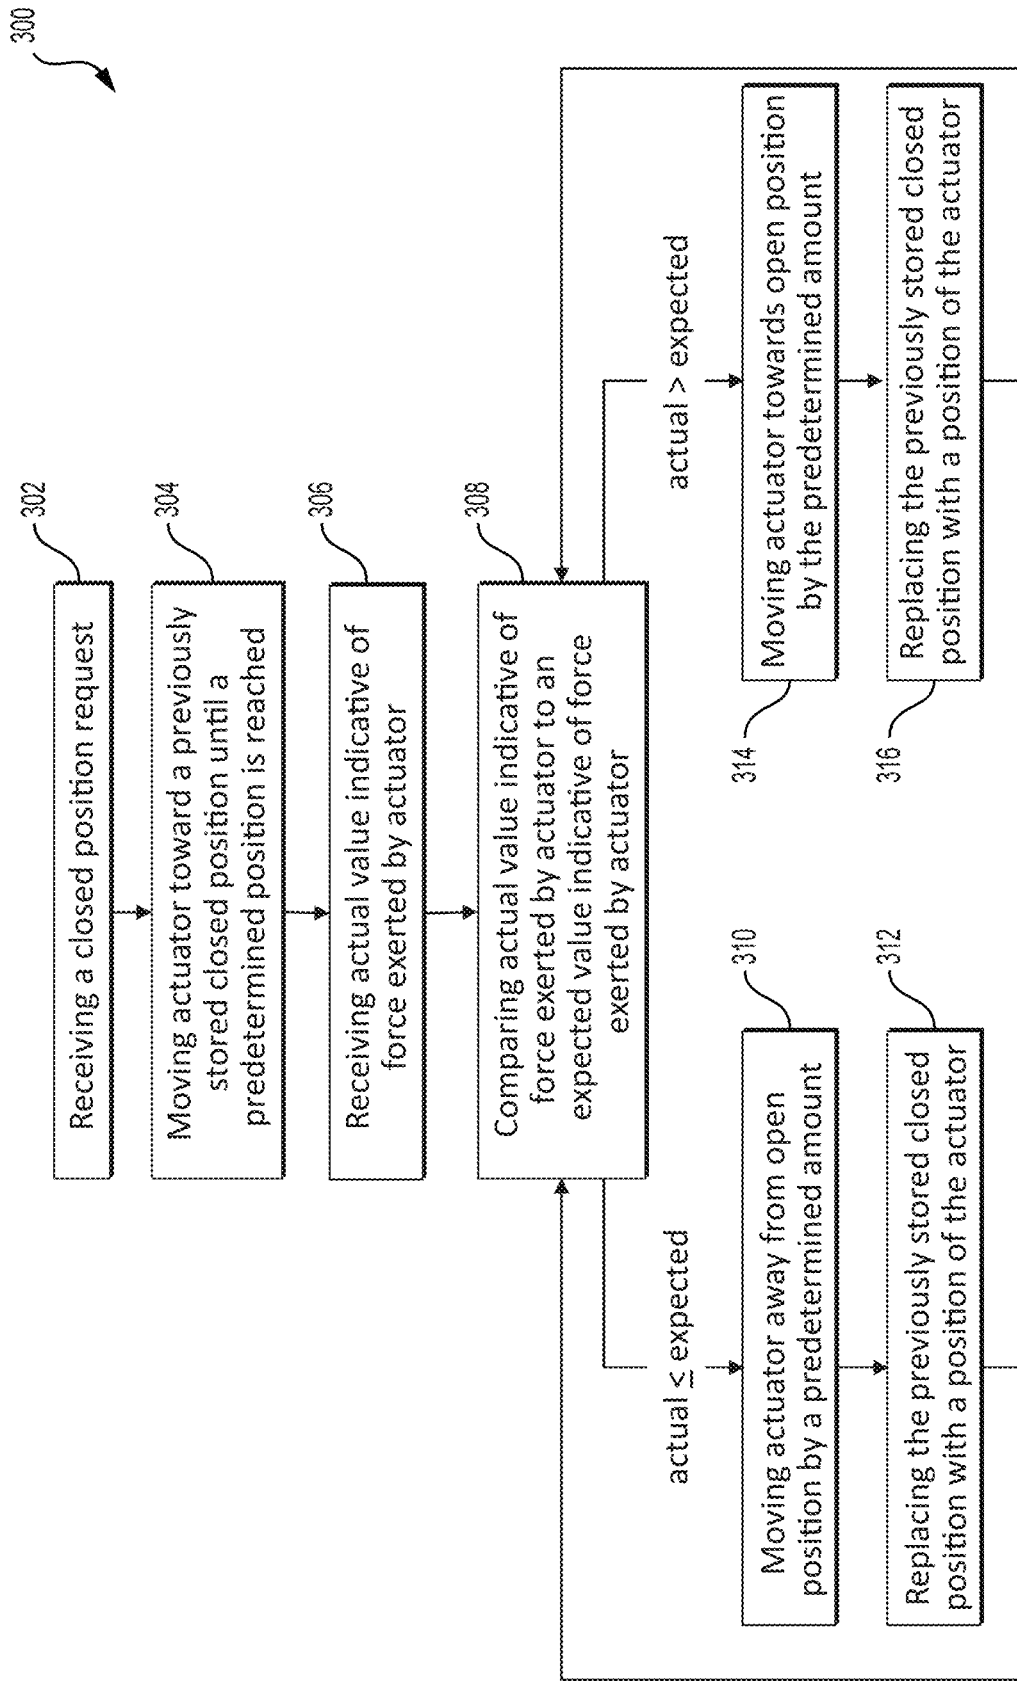 300
302
Receiving a closed position request
304
Moving actuator toward a previously
stored closed position until a
predetermined position is reached
306
Receiving actual value indicative of
force exerted by actuator
308
Comparing actual value indicative of
force exerted by actuator to an
expected value indicative of force
exerted by actuator
actual ≤ expected
actual > expected
310
Moving actuator away from open
position by a predetermined amount
312
Replacing the previously stored closed
position with a position of the actuator
314
Moving actuator towards open position
by the predetermined amount
316
Replacing the previously stored closed
position with a position of the actuator